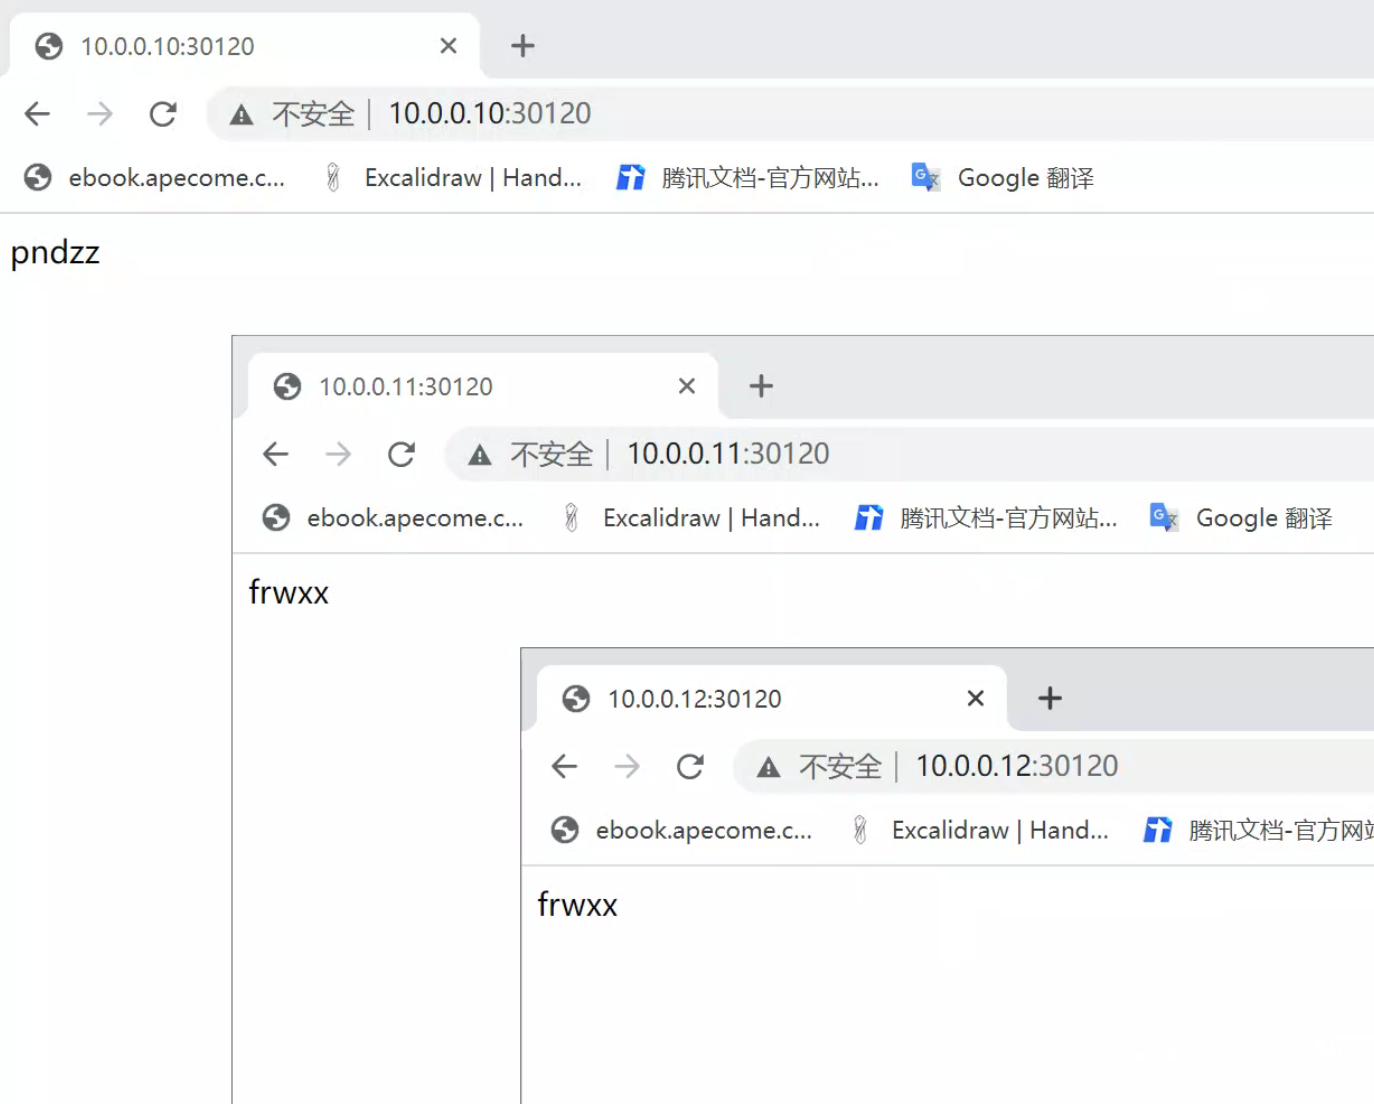 10.0.0.10:30120
不安全 10.0.0.10:30120
ebook.apecome.c... Excalidraw | Hand... 腾讯文档-官方网站... Google 翻译
pndzz
10.0.0.11:30120
不安全 10.0.0.11:30120
ebook.apecome.c... Excalidraw | Hand... 腾讯文档-官方网站... Google 翻译
frwxx
10.0.0.12:30120
不安全 10.0.0.12:30120
ebook.apecome.c... Excalidraw | Hand... 腾讯文档-官方网站
frwxx